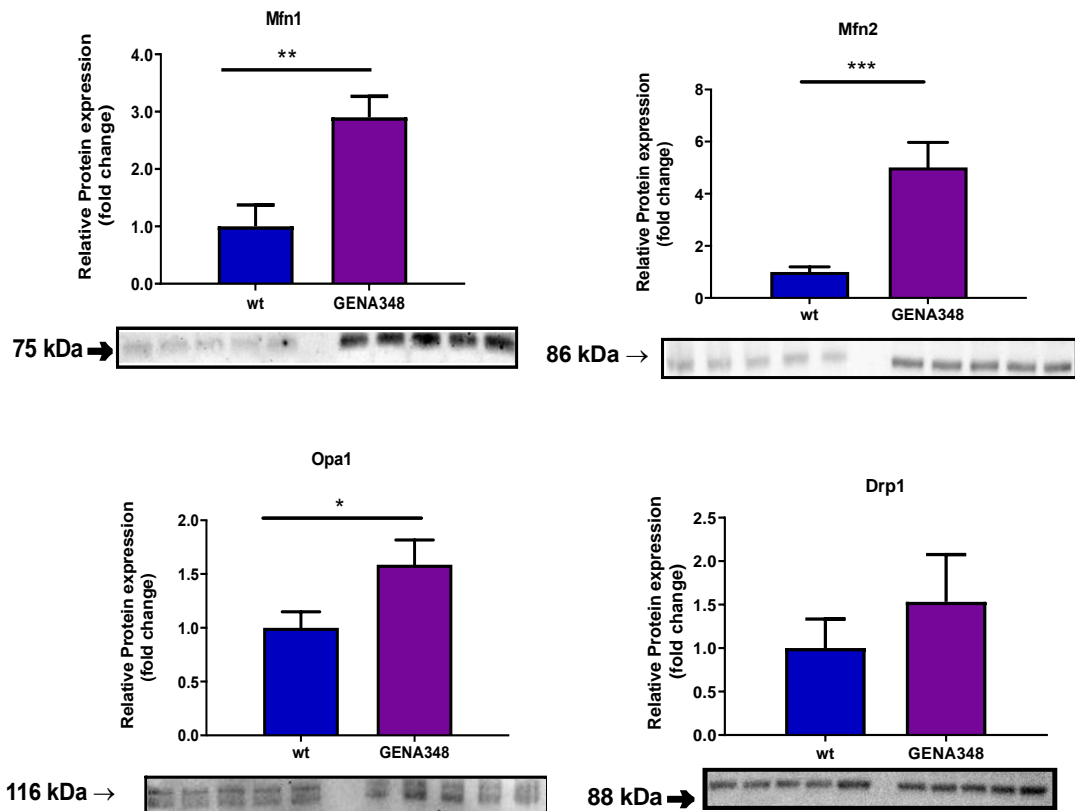 Mfn1
**
Relative Protein expression
(fold change)
4.0
3.0
2.0
1.0
0.0
wt
GENA348
75 kDa
Mfn2
***
Relative Protein expression
(fold change)
8
6
4
2
0
wt
GENA348
86 kDa →
Opa1
*
Relative Protein expression
(fold change)
2.0
1.5
1.0
0.5
0.0
wt
GENA348
116 kDa →
Drp1
Relative Protein expression
(fold change)
2.5
2.0
1.5
1.0
0.5
0.0
wt
GENA348
88 kDa